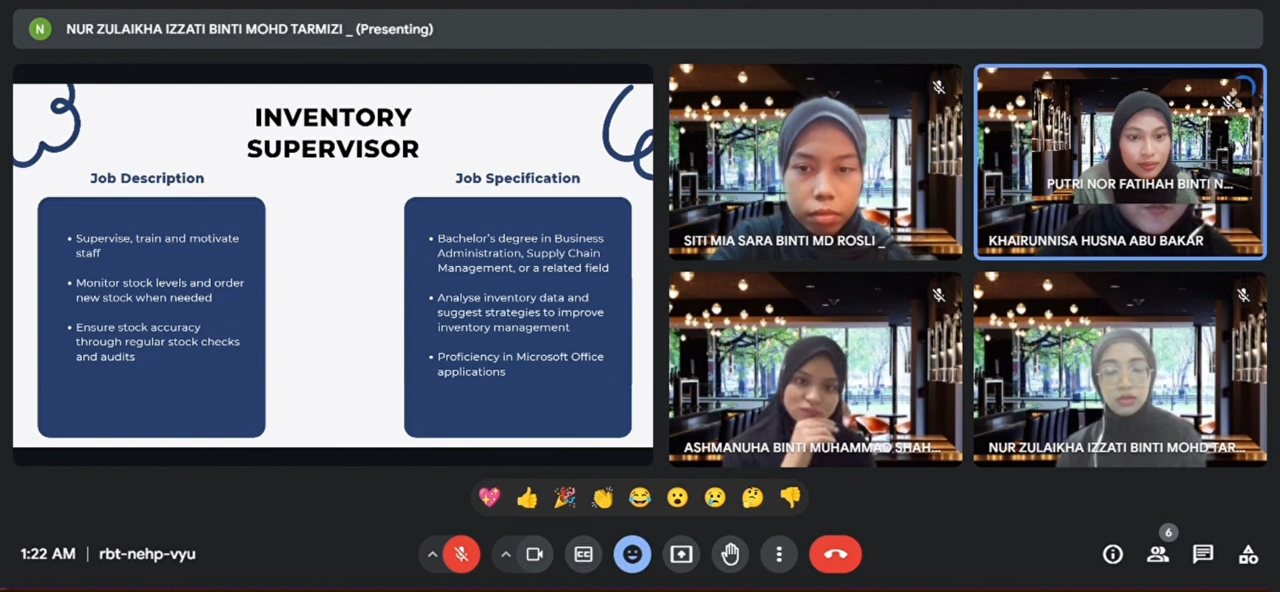 N
NUR ZULAIKHA IZZATI BINTI MOHD TARMIZI _ (Presenting)
INVENTORY
SUPERVISOR
Job Description
• Supervise, train and motivate
staff
• Monitor stock levels and order
new stock when needed
• Ensure stock accuracy
through regular stock checks
and audits
Job Specification
• Bachelor's degree in Business
Administration, Supply Chain
Management, or a related field
• Analyse inventory data and
suggest strategies to improve
inventory management
• Proficiency in Microsoft Office
applications
SITI MIA SARA BINTI MD ROSLI _
PUTRI NOR FATIHAH BINTI N...
KHAIRUNNISA HUSNA ABU BAKAR
ASHMANUHA BINTI MUHAMMAD SHAH...
NUR ZULAIKHA IZZATI BINTI MOHD TAR...
1:22 AM | rbt-nehp-vyu
CC
6